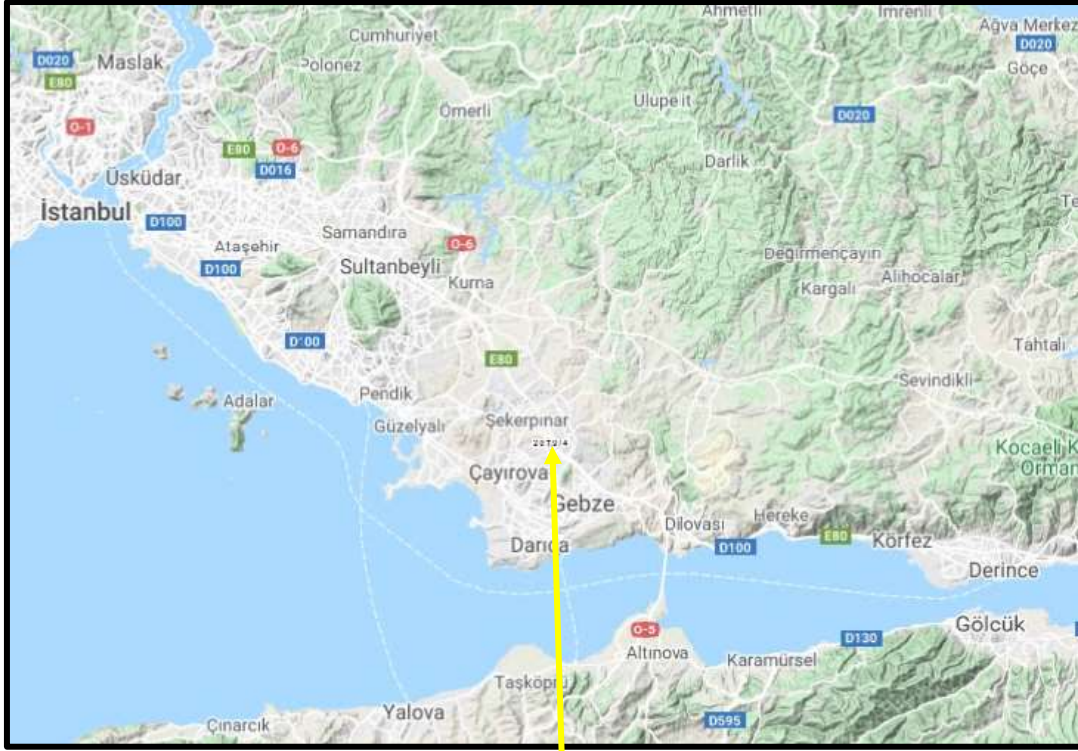 Ahmetli
İmrenli
Ağva Merkez
Cumhuriyet
D020
D020
Maslak
Polonez
Göçe
E80
Ömerli
Ulupelit
D020
O-1
E80
O-6
D016
Darlık
Üsküdar
İstanbul
D100
Samandıra
O-6
Ataşehir
Değirmençayırı
D100
Sultanbeyli
Kurna
Kargalı
Alihocalar
D100
E80
Tahtalı
Pendik
Sevindikli
Adalar
Güzelyalı
Şekerpınar
Kocaeli K
Orman
Çayırova
Gebze
Dilovası
Hereke
Darıca
D100
E80
Körfez
Derince
O-5
D130
Gölcük
Altınova
Karamürsel
Taşköprü
Yalova
Çınarcık
D595